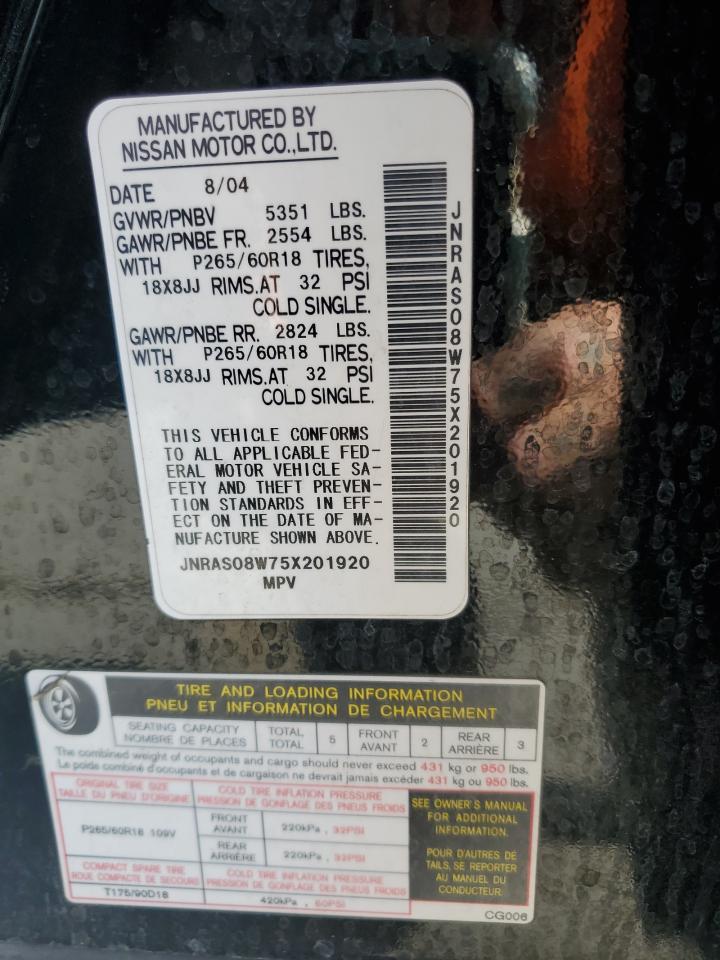 MANUFACTURED BY
NISSAN MOTOR CO.,LTD.
DATE 8/04
GVWR/PNBV 5351 LBS.
GAWR/PNBE FR. 2554 LBS.
WITH P265/60R18 TIRES,
18X8JJ RIMS.AT 32 PSI
COLD SINGLE.
GAWR/PNBE RR. 2824 LBS.
WITH P265/60R18 TIRES,
18X8JJ RIMS.AT 32 PSI
COLD SINGLE.
THIS VEHICLE CONFORMS
TO ALL APPLICABLE FED-
ERAL MOTOR VEHICLE SA-
FETY AND THEFT PREVEN-
TION STANDARDS IN EFF-
ECT ON THE DATE OF MA-
NUFACTURE SHOWN ABOVE.
JNRAS08W75X201920
MPV
JNRAS08W75X201920
TIRE AND LOADING INFORMATION
PNEU ET INFORMATION DE CHARGEMENT
SEATING CAPACITY TOTAL 5 FRONT 2 REAR 3
NOMBRE DE PLACES TOTAL AVANT ARRIÈRE
The combined weight of occupants and cargo should never exceed 431 kg or 950 lbs.
Le poids combiné d'occupants et de cargaison ne devrait jamais excéder 431 kg ou 950 lbs.
ORIGINAL TIRE SIZE
TAILLE DU PNEU D'ORIGINE
COLD TIRE INFLATION PRESSURE
PRESSION DE GONFLAGE DES PNEUS FROIDS
P265/60R18 109V
FRONT
AVANT
220kPa , 32PSI
REAR
ARRIÈRE
220kPa , 32PSI
COMPACT SPARE TIRE
ROUE COMPACTE DE SECOURS
COLD TIRE INFLATION PRESSURE
PRESSION DE GONFLAGE DES PNEUS FROIDS
T175/90D18
420kPa , 60PSI
SEE OWNER'S MANUAL
FOR ADDITIONAL
INFORMATION.
POUR D'AUTRES DE
TAILS, SE REPORTER
AU MANUEL DU
CONDUCTEUR.
CG006